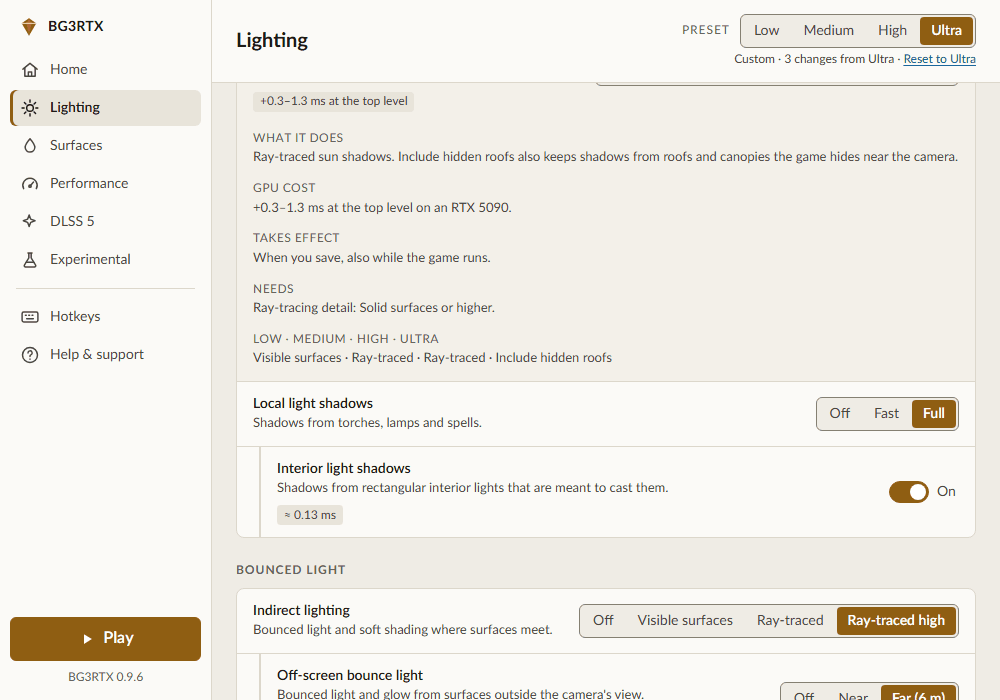 BG3RTX
Home
Lighting
Surfaces
Performance
DLSS 5
Experimental
Hotkeys
Help & support
Play
BG3RTX 0.9.6
Lighting
PRESET
Low Medium High Ultra
Custom · 3 changes from Ultra · Reset to Ultra
+0.3–1.3 ms at the top level
WHAT IT DOES
Ray-traced sun shadows. Include hidden roofs also keeps shadows from roofs and canopies the game hides near the camera.
GPU COST
+0.3–1.3 ms at the top level on an RTX 5090.
TAKES EFFECT
When you save, also while the game runs.
NEEDS
Ray-tracing detail: Solid surfaces or higher.
LOW · MEDIUM · HIGH · ULTRA
Visible surfaces · Ray-traced · Ray-traced · Include hidden roofs
Local light shadows
Shadows from torches, lamps and spells.
Off Fast Full
Interior light shadows
Shadows from rectangular interior lights that are meant to cast them.
≈ 0.13 ms
On
BOUNCED LIGHT
Indirect lighting
Bounced light and soft shading where surfaces meet.
Off Visible surfaces Ray-traced Ray-traced high
Off-screen bounce light
Bounced light and glow from surfaces outside the camera's view.
Off Near Far (6 m)